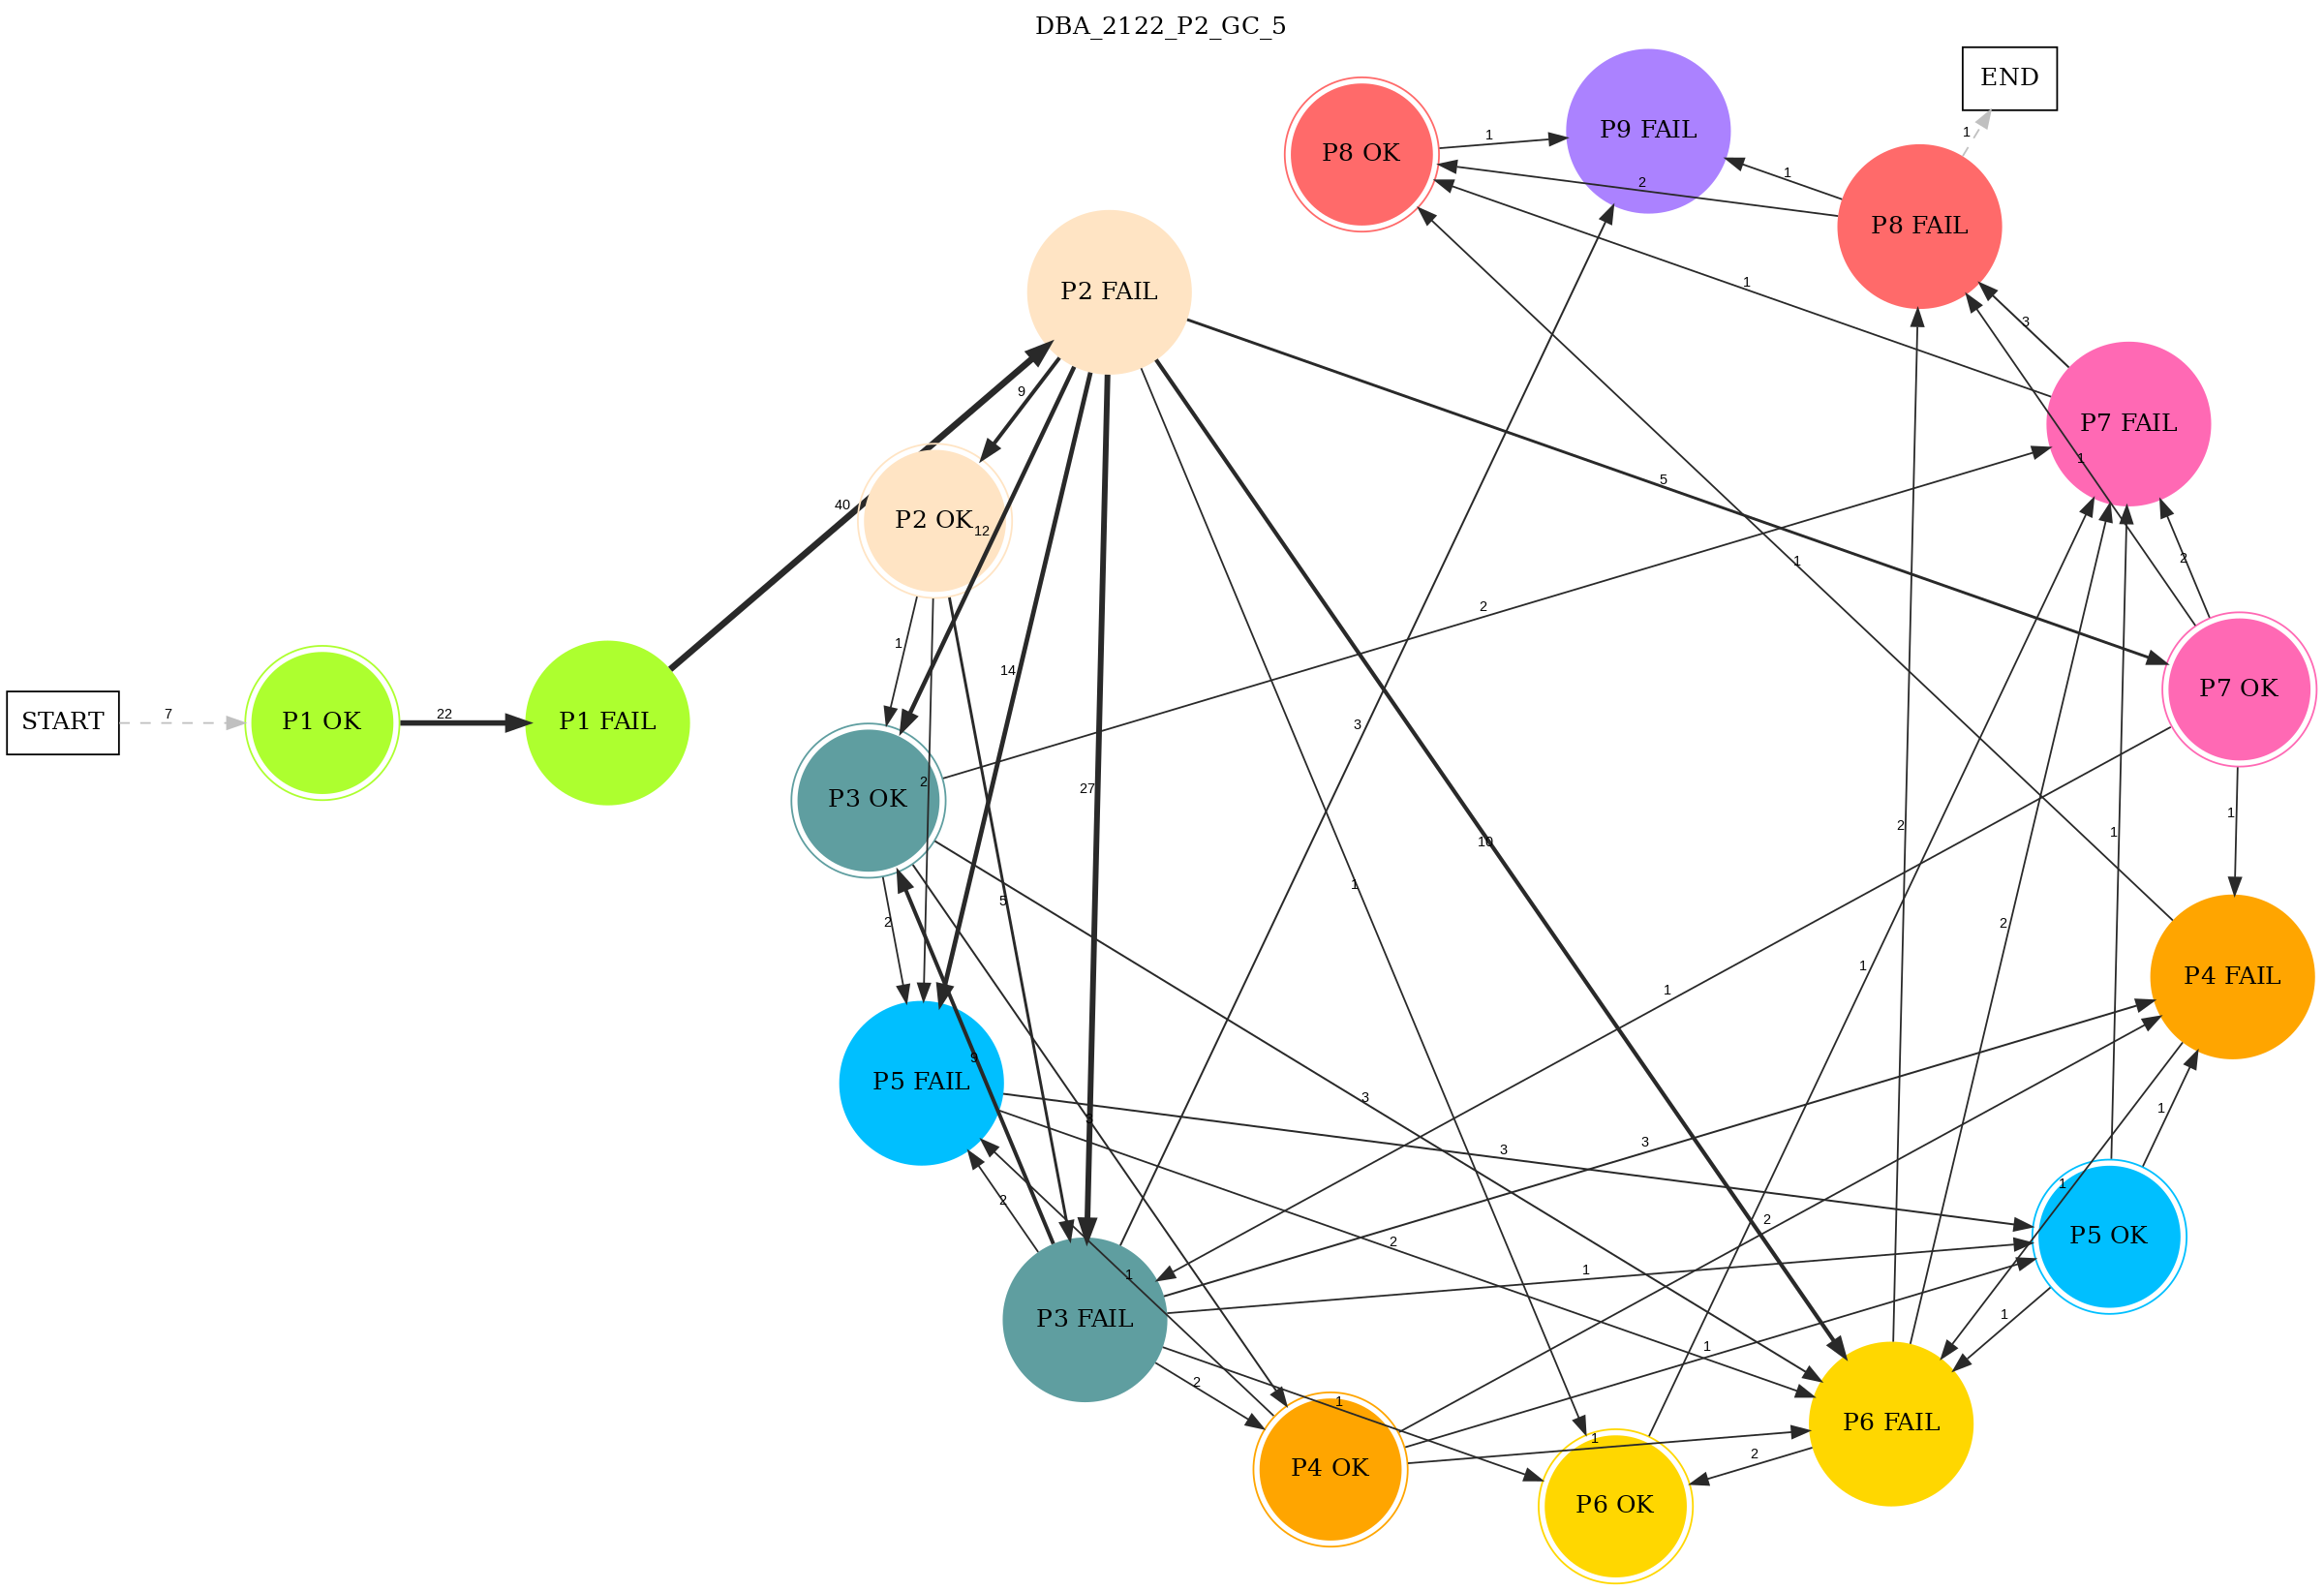 DBA_2122_P2_GC_5
END
P9 FAIL
P8 OK
P8 FAIL
1
1
1
2
P2 FAIL
1
3
P7 FAIL
9
1
5
40
P2 OK
12
1
2
2
1
14
P7 OK
START
7
P1 OK
22
P1 FAIL
3
2
27
P3 OK
1
2
10
2
1
5
1
2
1
1
P4 FAIL
9
P5 FAIL
3
3
1
3
3
1
2
2
2
P5 OK
1
1
P3 FAIL
1
1
2
1
1
P6 FAIL
1
2
P4 OK
P6 OK